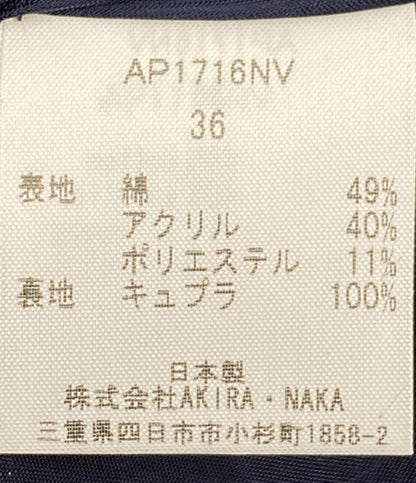 AP1716NV
36
表地 綿 49%
アクリル 40%
ポリエステル 11%
裏地 キュプラ 100%
日本製
株式会社AKIRA・NAKA
三重県四日市市小杉町1858-2